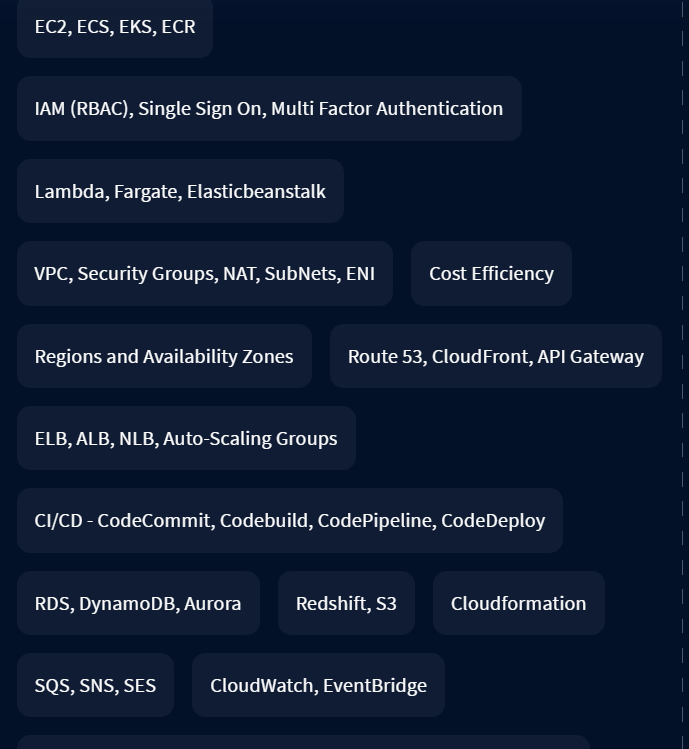 EC2, ECS, EKS, ECR
IAM (RBAC), Single Sign On, Multi Factor Authentication
Lambda, Fargate, Elasticbeanstalk
VPC, Security Groups, NAT, SubNets, ENI
Cost Efficiency
Regions and Availability Zones
Route 53, CloudFront, API Gateway
ELB, ALB, NLB, Auto-Scaling Groups
CI/CD - CodeCommit, Codebuild, CodePipeline, CodeDeploy
RDS, DynamoDB, Aurora
Redshift, S3
Cloudformation
SQS, SNS, SES
CloudWatch, EventBridge